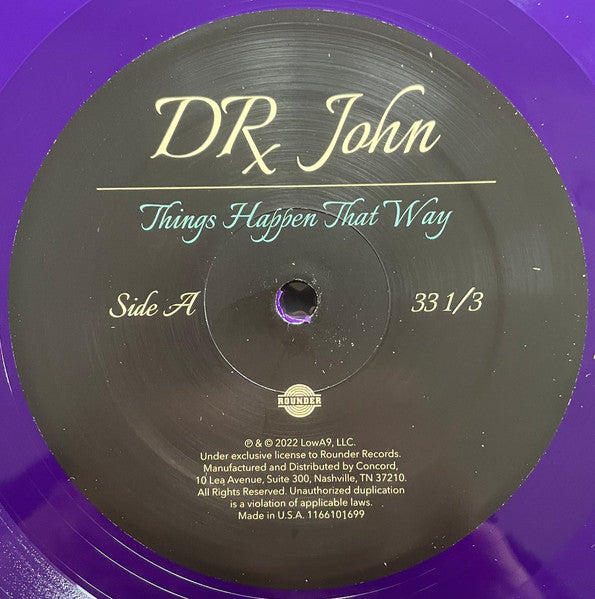 DRx John
Things Happen That Way
Side A
33 1/3
ROUNDER
℗ & © 2022 LowA9, LLC.
Under exclusive license to Rounder Records.
Manufactured and Distributed by Concord,
10 Lea Avenue, Suite 300, Nashville, TN 37210.
All Rights Reserved. Unauthorized duplication
is a violation of applicable laws.
Made in U.S.A. 1166101699